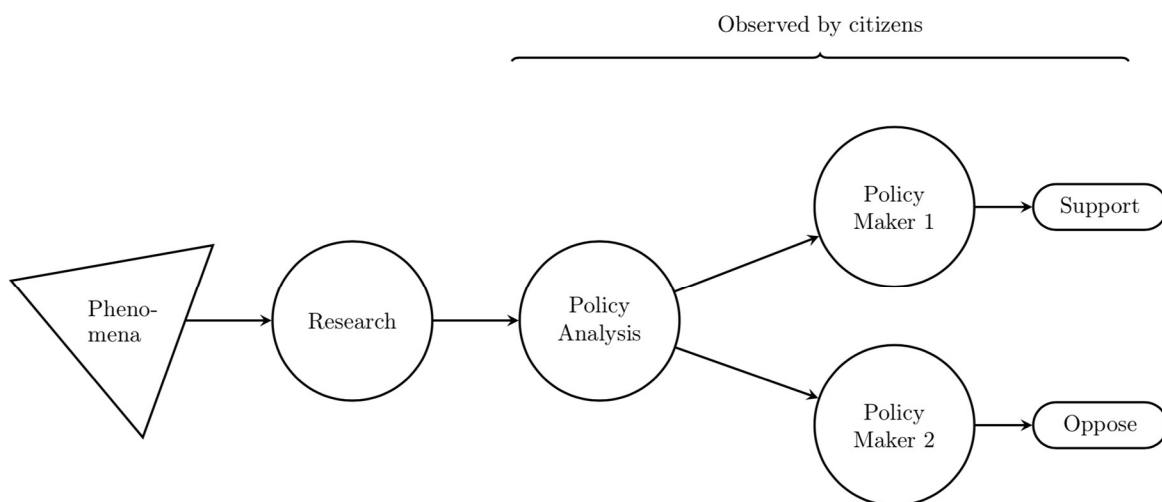 Observed by citizens
Pheno-
mena
Research
Policy
Analysis
Policy
Maker 1
Support
Policy
Maker 2
Oppose